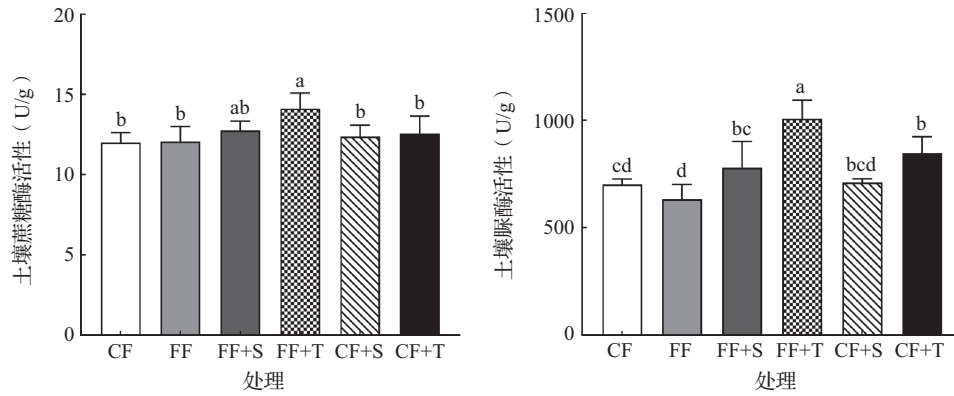 土壤蔗糖酶活性（U/g）
20
15
10
5
0
b
b
ab
a
b
b
CF
FF
FF+S
FF+T
CF+S
CF+T
处理
土壤脲酶活性（U/g）
1500
1000
500
0
cd
d
bc
a
bcd
b
CF
FF
FF+S
FF+T
CF+S
CF+T
处理